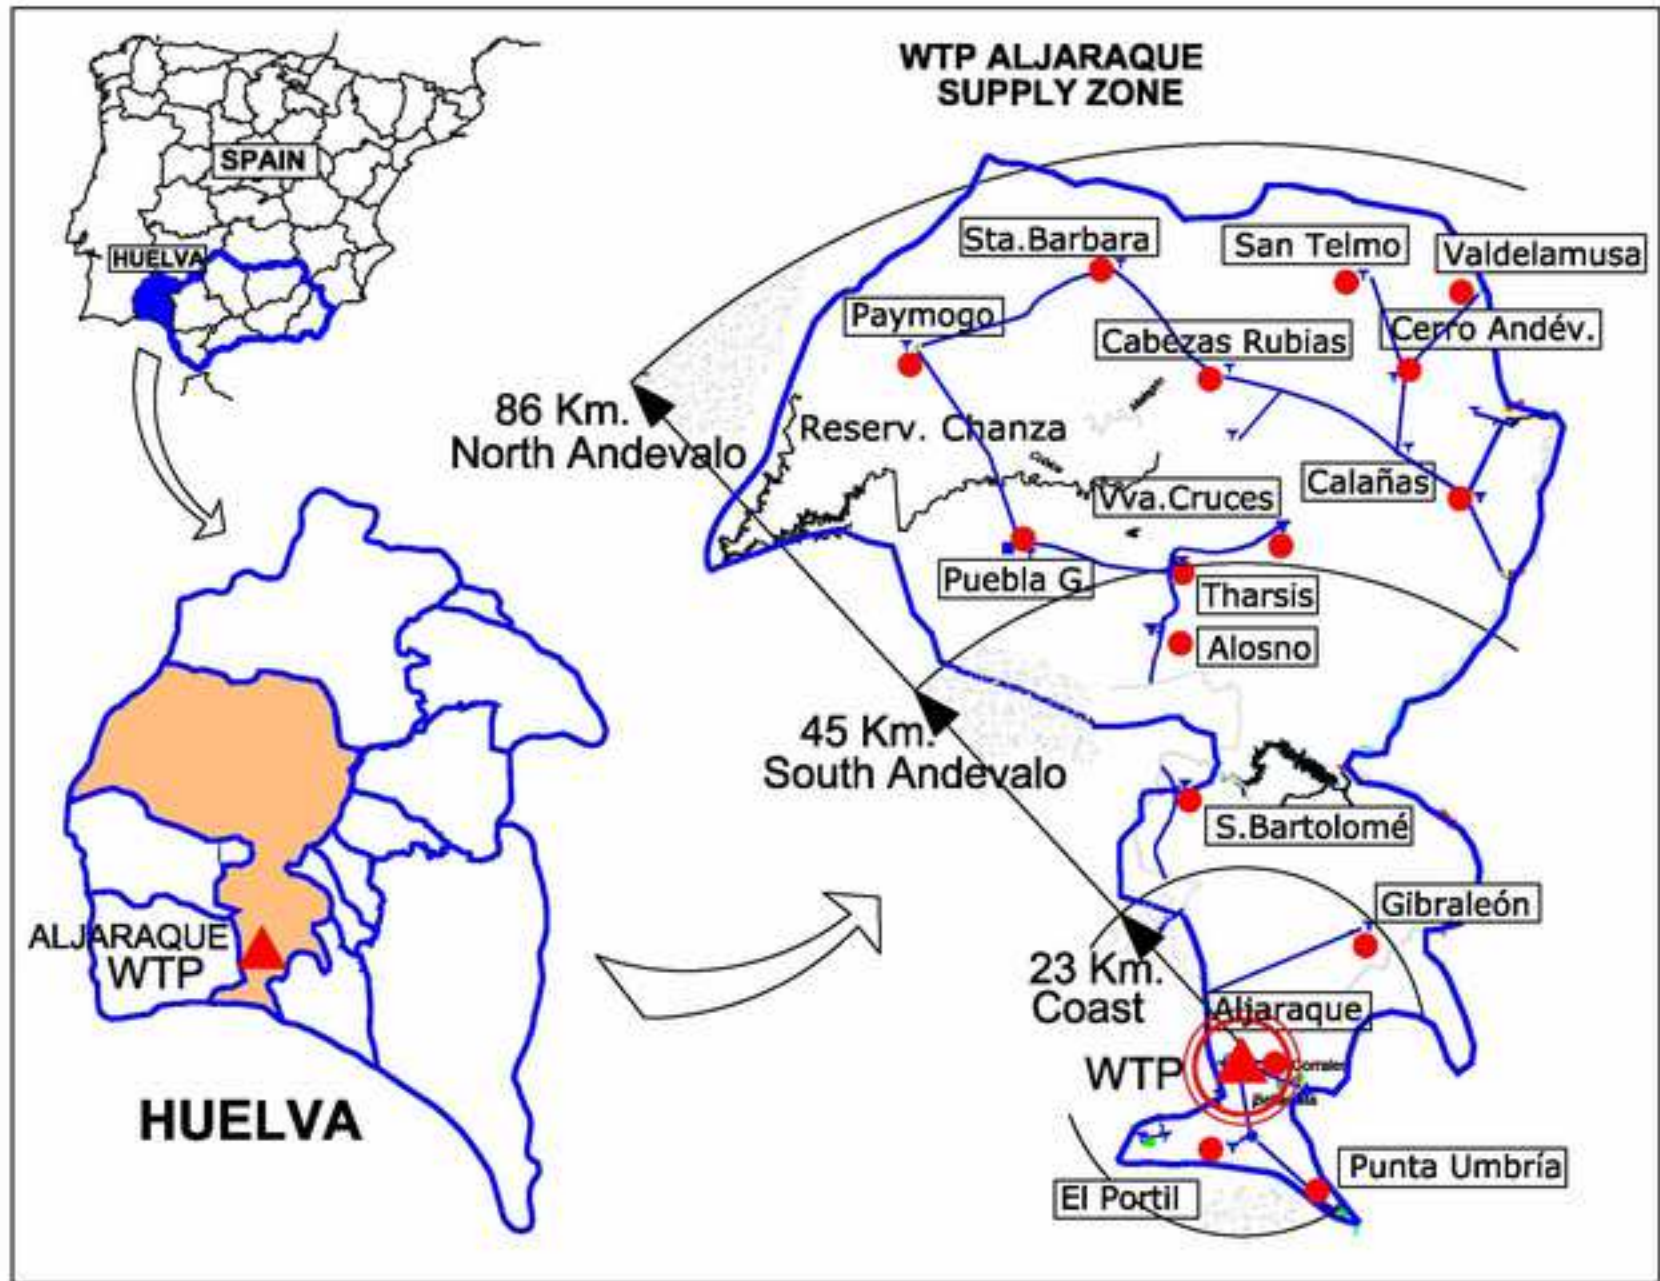 WTP ALJARAQUE
SUPPLY ZONE
SPAIN
HUELVA
Sta.Barbara
San Telmo
Valdelamusa
Paymogo
Cabezas Rubias
Cerro Andév.
86 Km.
North Andevalo
Reserv. Chanza
Vva.Cruces
Calañas
Puebla G.
Tharsis
Alosno
45 Km.
South Andevalo
S.Bartolomé
Gibraleón
ALJARAQUE
WTP
23 Km.
Coast
Aljaraque
WTP
Corrales
HUELVA
Punta Umbría
El Portil